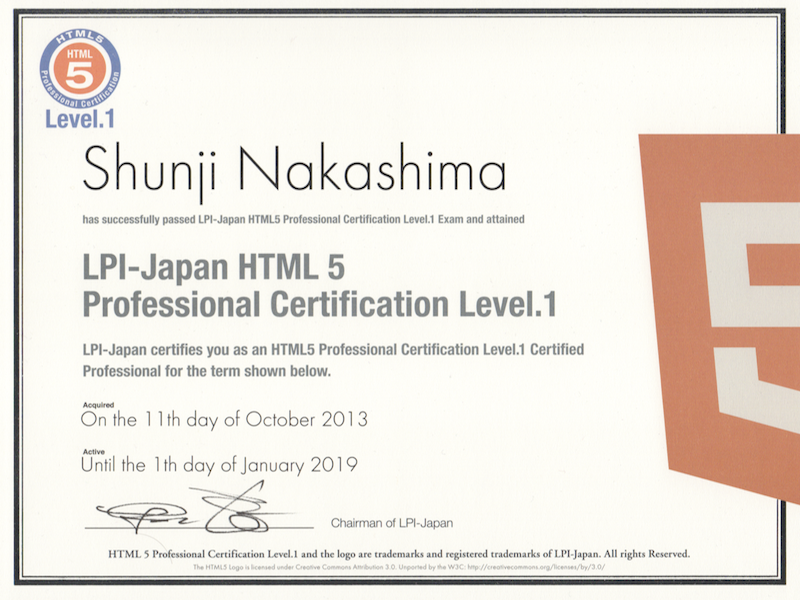 HTML5
HTML
5
Professional Certification
Level.1
Shunji Nakashima
has successfully passed LPI-Japan HTML5 Professional Certification Level.1 Exam and attained
LPI-Japan HTML 5
Professional Certification Level.1
LPI-Japan certifies you as an HTML5 Professional Certification Level.1 Certified
Professional for the term shown below.
Acquired
On the 11th day of October 2013
Active
Until the 1th day of January 2019
Chairman of LPI-Japan
HTML 5 Professional Certification Level.1 and the logo are trademarks and registered trademarks of LPI-Japan. All rights Reserved.
The HTML5 Logo is licensed under Creative Commons Attribution 3.0. Unported by the W3C: http://creativecommons.org/licenses/by/3.0/